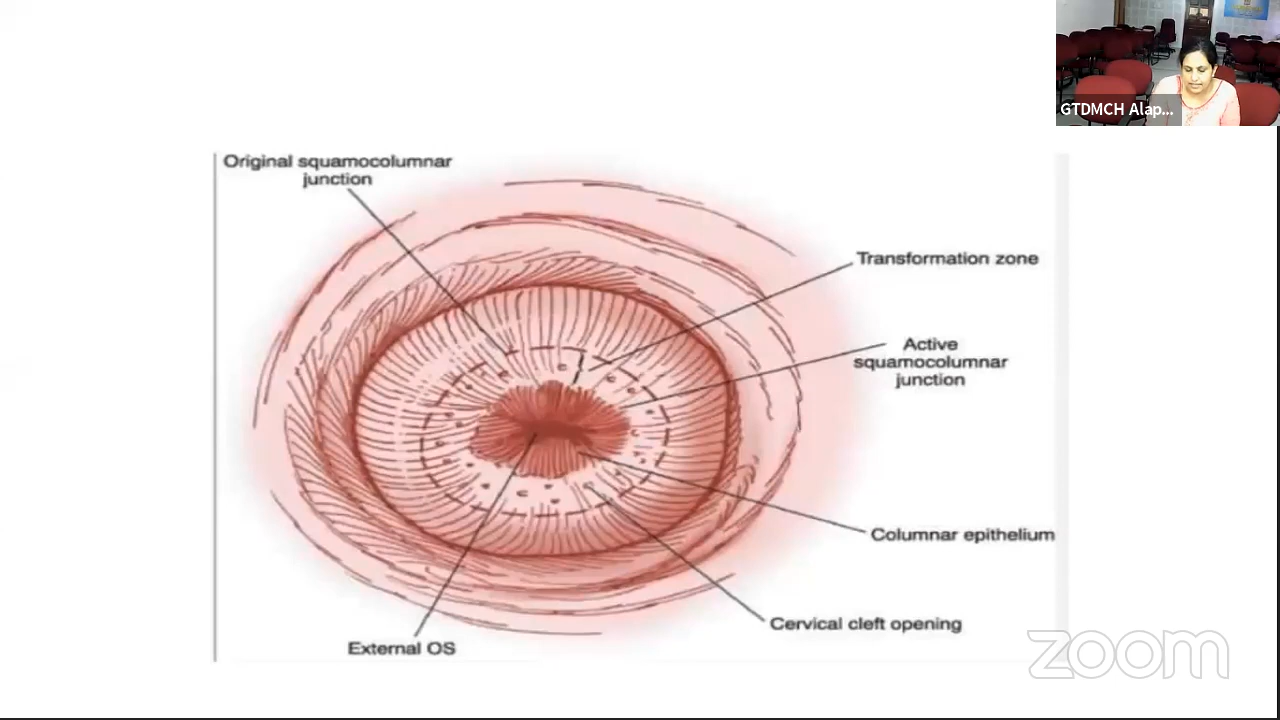 GTDMCH Alap...
Original squamocolumnar
junction
Transformation zone
Active
squamocolumnar
junction
Columnar epithelium
Cervical cleft opening
External OS
zoom